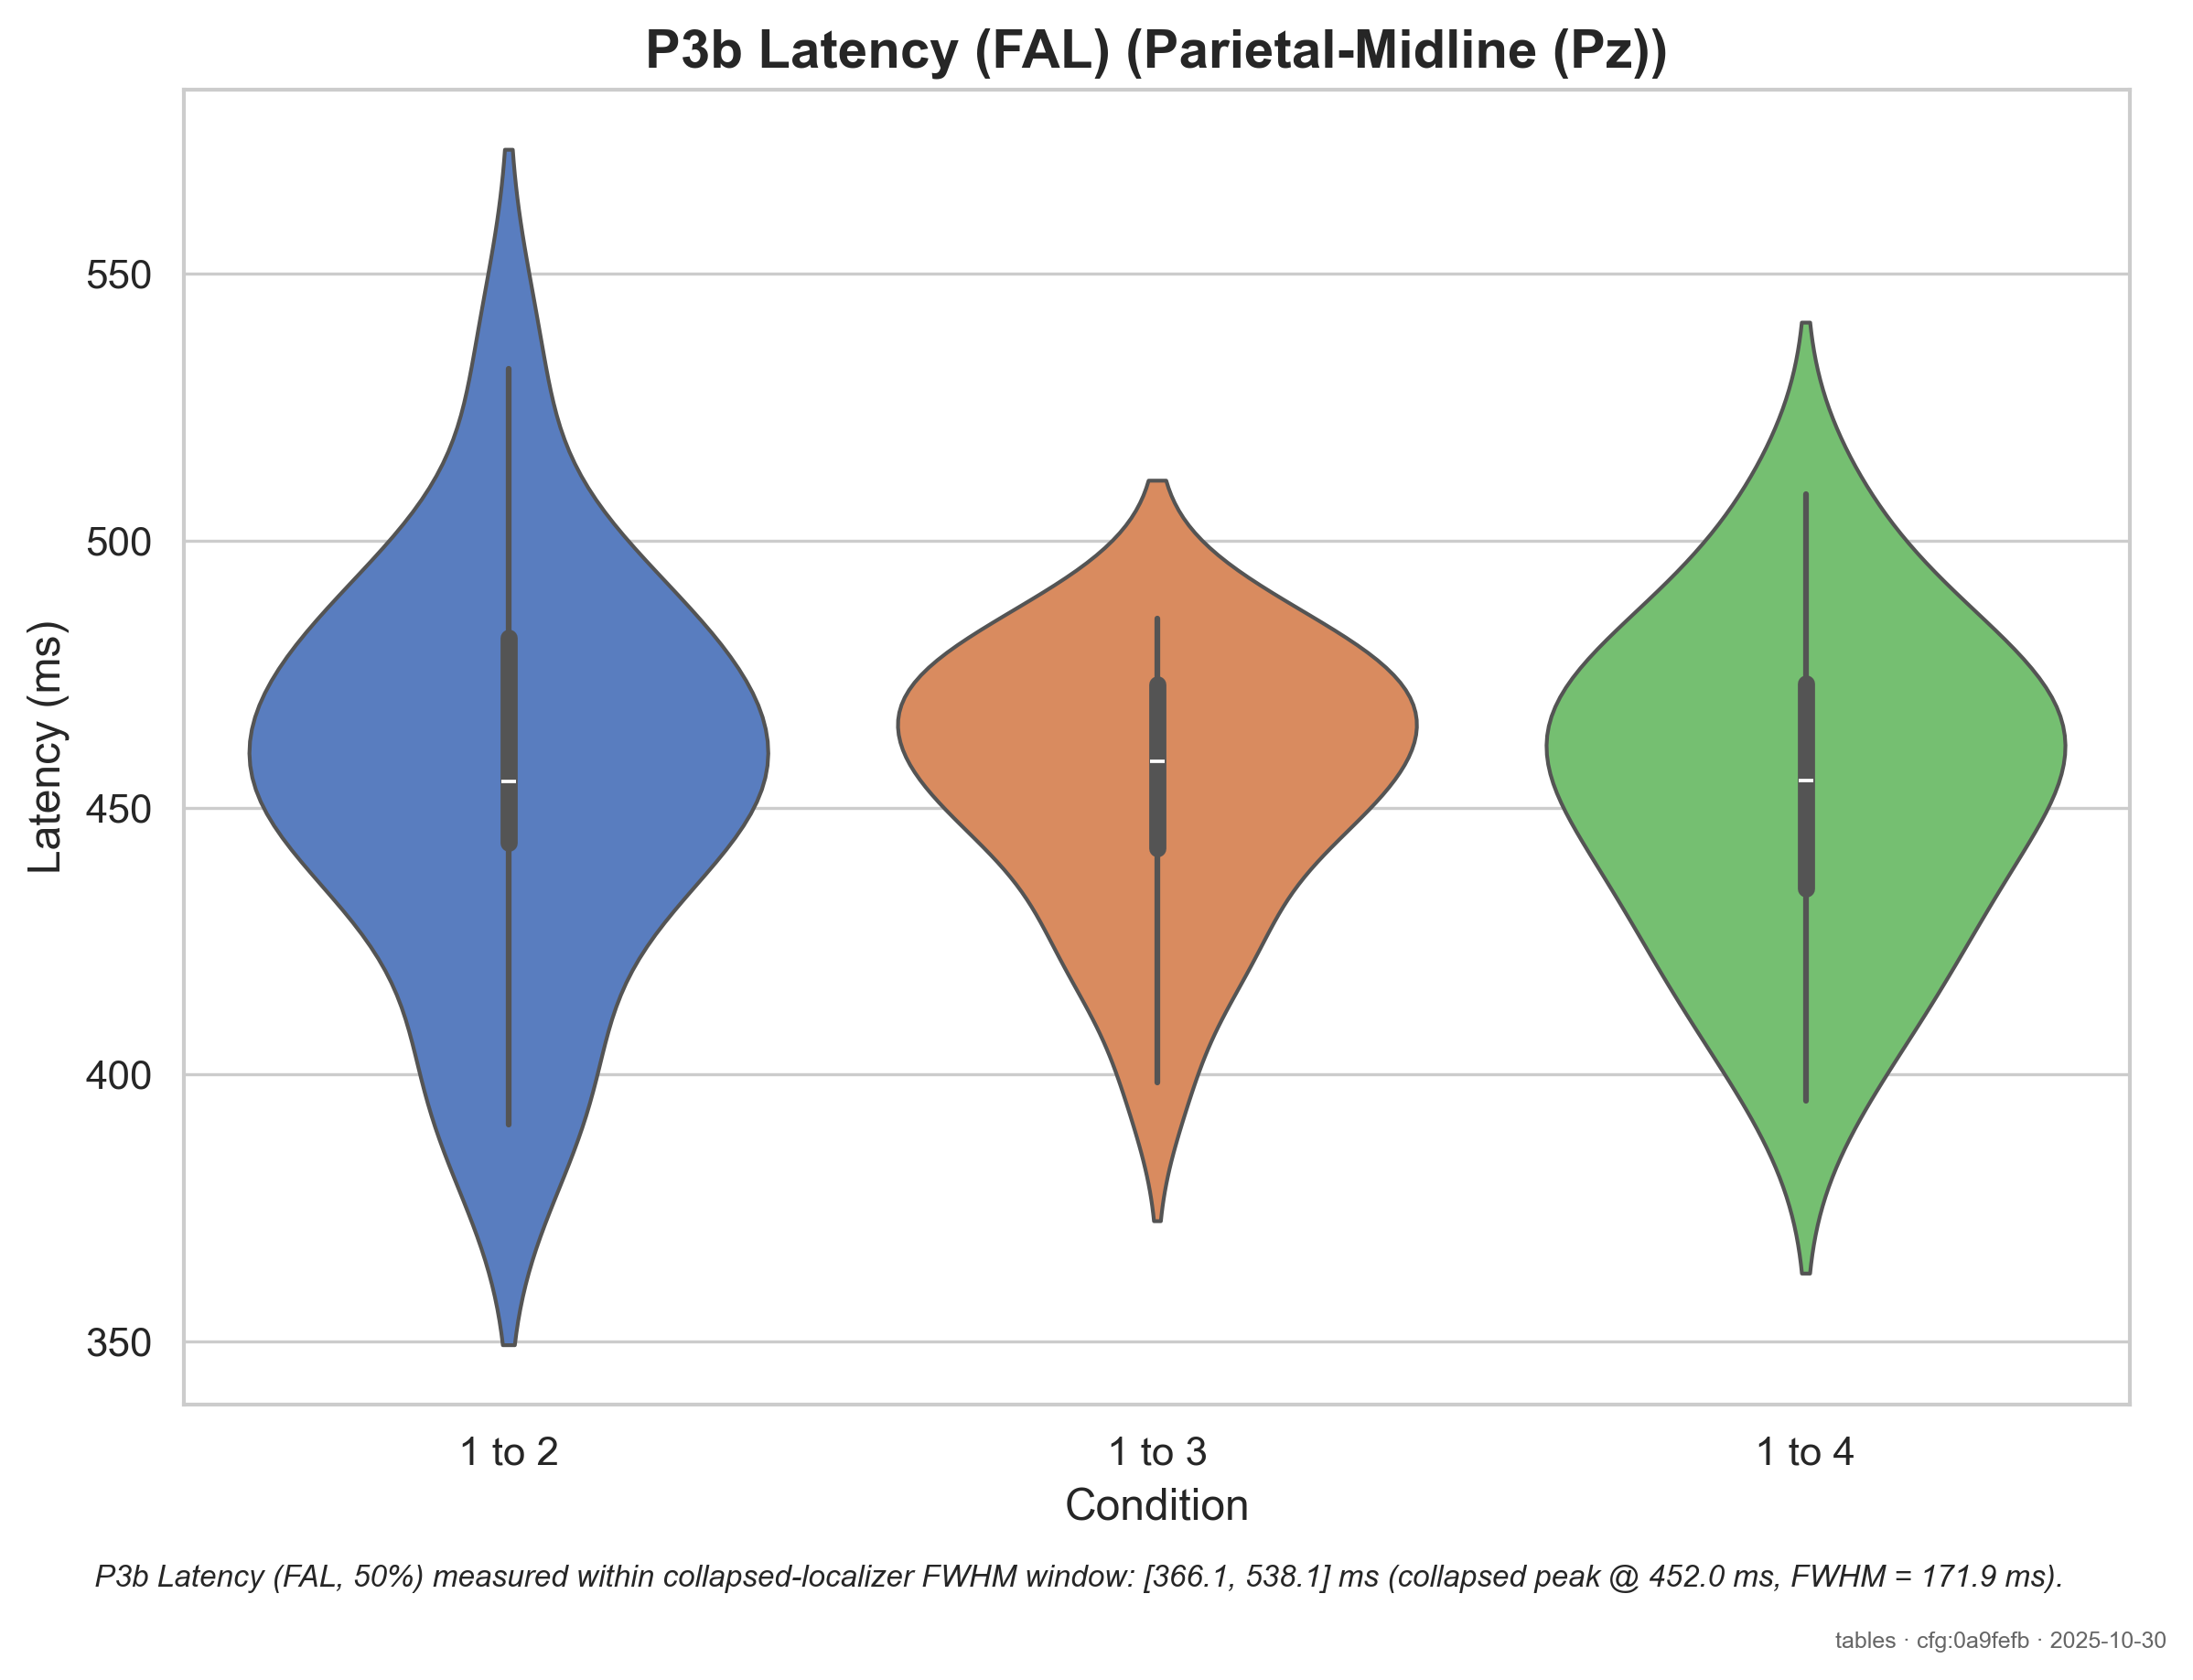 P3b Latency (FAL) (Parietal-Midline (Pz))
Latency (ms)
550
500
450
400
350
1 to 2
1 to 3
1 to 4
Condition
P3b Latency (FAL, 50%) measured within collapsed-localizer FWHM window: [366.1, 538.1] ms (collapsed peak @ 452.0 ms, FWHM = 171.9 ms).
tables · cfg:0a9fefb · 2025-10-30